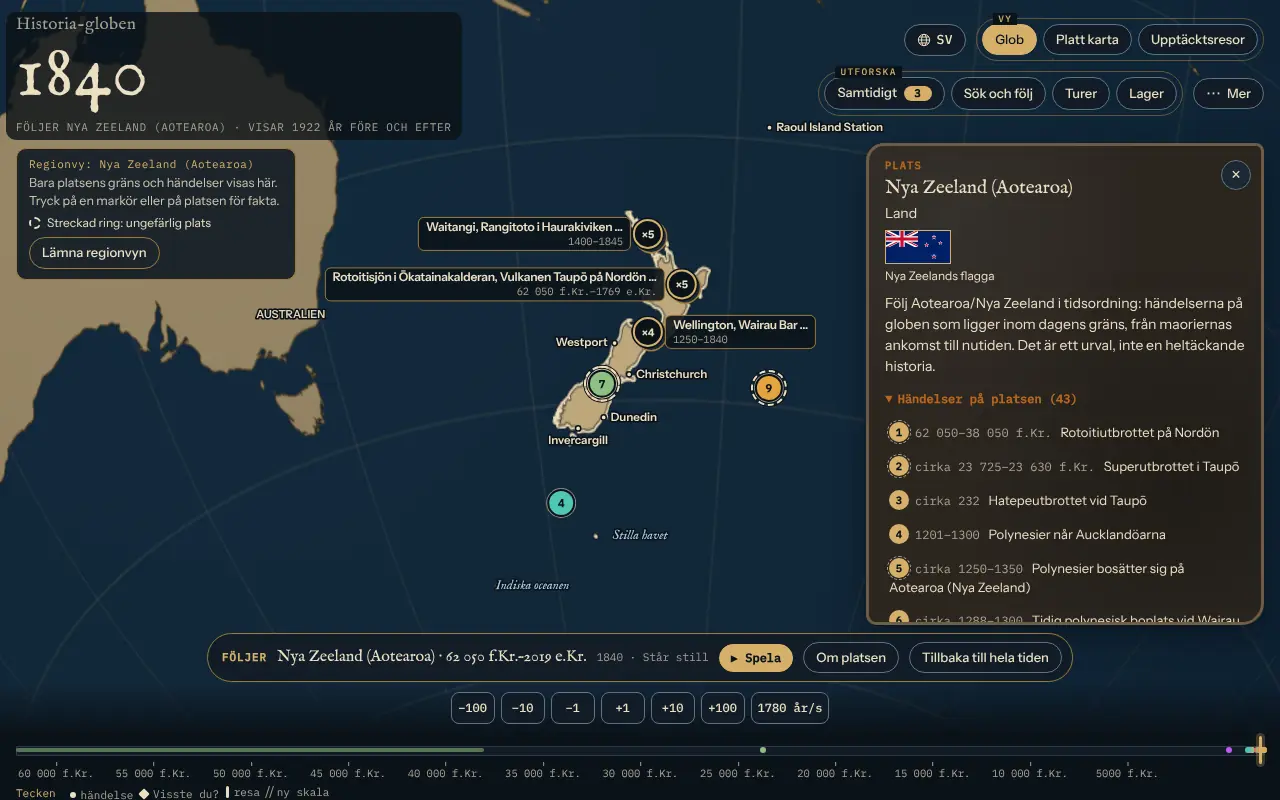 Historia-globen
1840
FÖLJER NYA ZEELAND (AOTEAROA) · VISAR 1922 ÅR FÖRE OCH EFTER
Regionvy: Nya Zeeland (Aotearoa)
Bara platsens gräns och händelser visas här.
Tryck på en markör eller på platsen för fakta.
Streckad ring: ungefärlig plats
Lämna regionvyn
SV
VY
Glob
Platt karta
Upptäcktsresor
UTFORSKA
Samtidigt 3
Sök och följ
Turer
Lager
··· Mer
Raoul Island Station
Waitangi, Rangitoto i Haurakiviken ...
1400–1845
×5
Rotoitisjön i Ōkatainakalderan, Vulkanen Taupō på Nordön ...
62 050 f.Kr.–1769 e.Kr.
×5
AUSTRALIEN
×4
Wellington, Wairau Bar ...
1250–1840
Westport
Christchurch
7
9
Dunedin
Invercargill
4
Stilla havet
Indiska oceanen
PLATS
Nya Zeeland (Aotearoa)
×
Land
Nya Zeelands flagga
Följ Aotearoa/Nya Zeeland i tidsordning: händelserna på
globen som ligger inom dagens gräns, från maoriernas
ankomst till nutiden. Det är ett urval, inte en heltäckande
historia.
▼ Händelser på platsen (43)
1 62 050–38 050 f.Kr. Rotoitiutbrottet på Nordön
2 cirka 23 725–23 630 f.Kr. Superutbrottet i Taupō
3 cirka 232 Hatepeutbrottet vid Taupō
4 1201–1300 Polynesier når Aucklandöarna
5 cirka 1250–1350 Polynesier bosätter sig på
Aotearoa (Nya Zeeland)
6 cirka 1288–1300 Tidig polynesisk boplats vid Wairau
FÖLJER Nya Zeeland (Aotearoa) · 62 050 f.Kr.–2019 e.Kr. 1840 · Står still
▶ Spela
Om platsen
Tillbaka till hela tiden
−100
−10
−1
+1
+10
+100
1780 år/s
60 000 f.Kr.
55 000 f.Kr.
50 000 f.Kr.
45 000 f.Kr.
40 000 f.Kr.
35 000 f.Kr.
30 000 f.Kr.
25 000 f.Kr.
20 000 f.Kr.
15 000 f.Kr.
10 000 f.Kr.
5000 f.Kr.
Tecken händelse Visste du? resa // ny skala